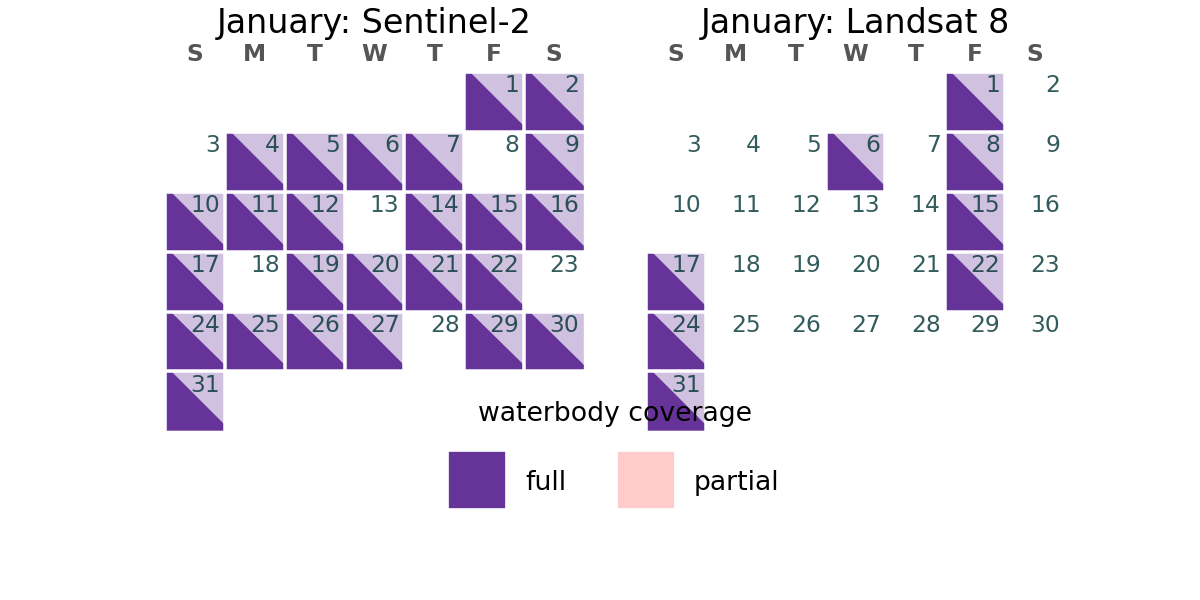 January: Sentinel-2
S M T W T F S
1 2
3 4 5 6 7 8 9
10 11 12 13 14 15 16
17 18 19 20 21 22 23
24 25 26 27 28 29 30
31
January: Landsat 8
S M T W T F S
1 2
3 4 5 6 7 8 9
10 11 12 13 14 15 16
17 18 19 20 21 22 23
24 25 26 27 28 29 30
31
waterbody coverage
full partial